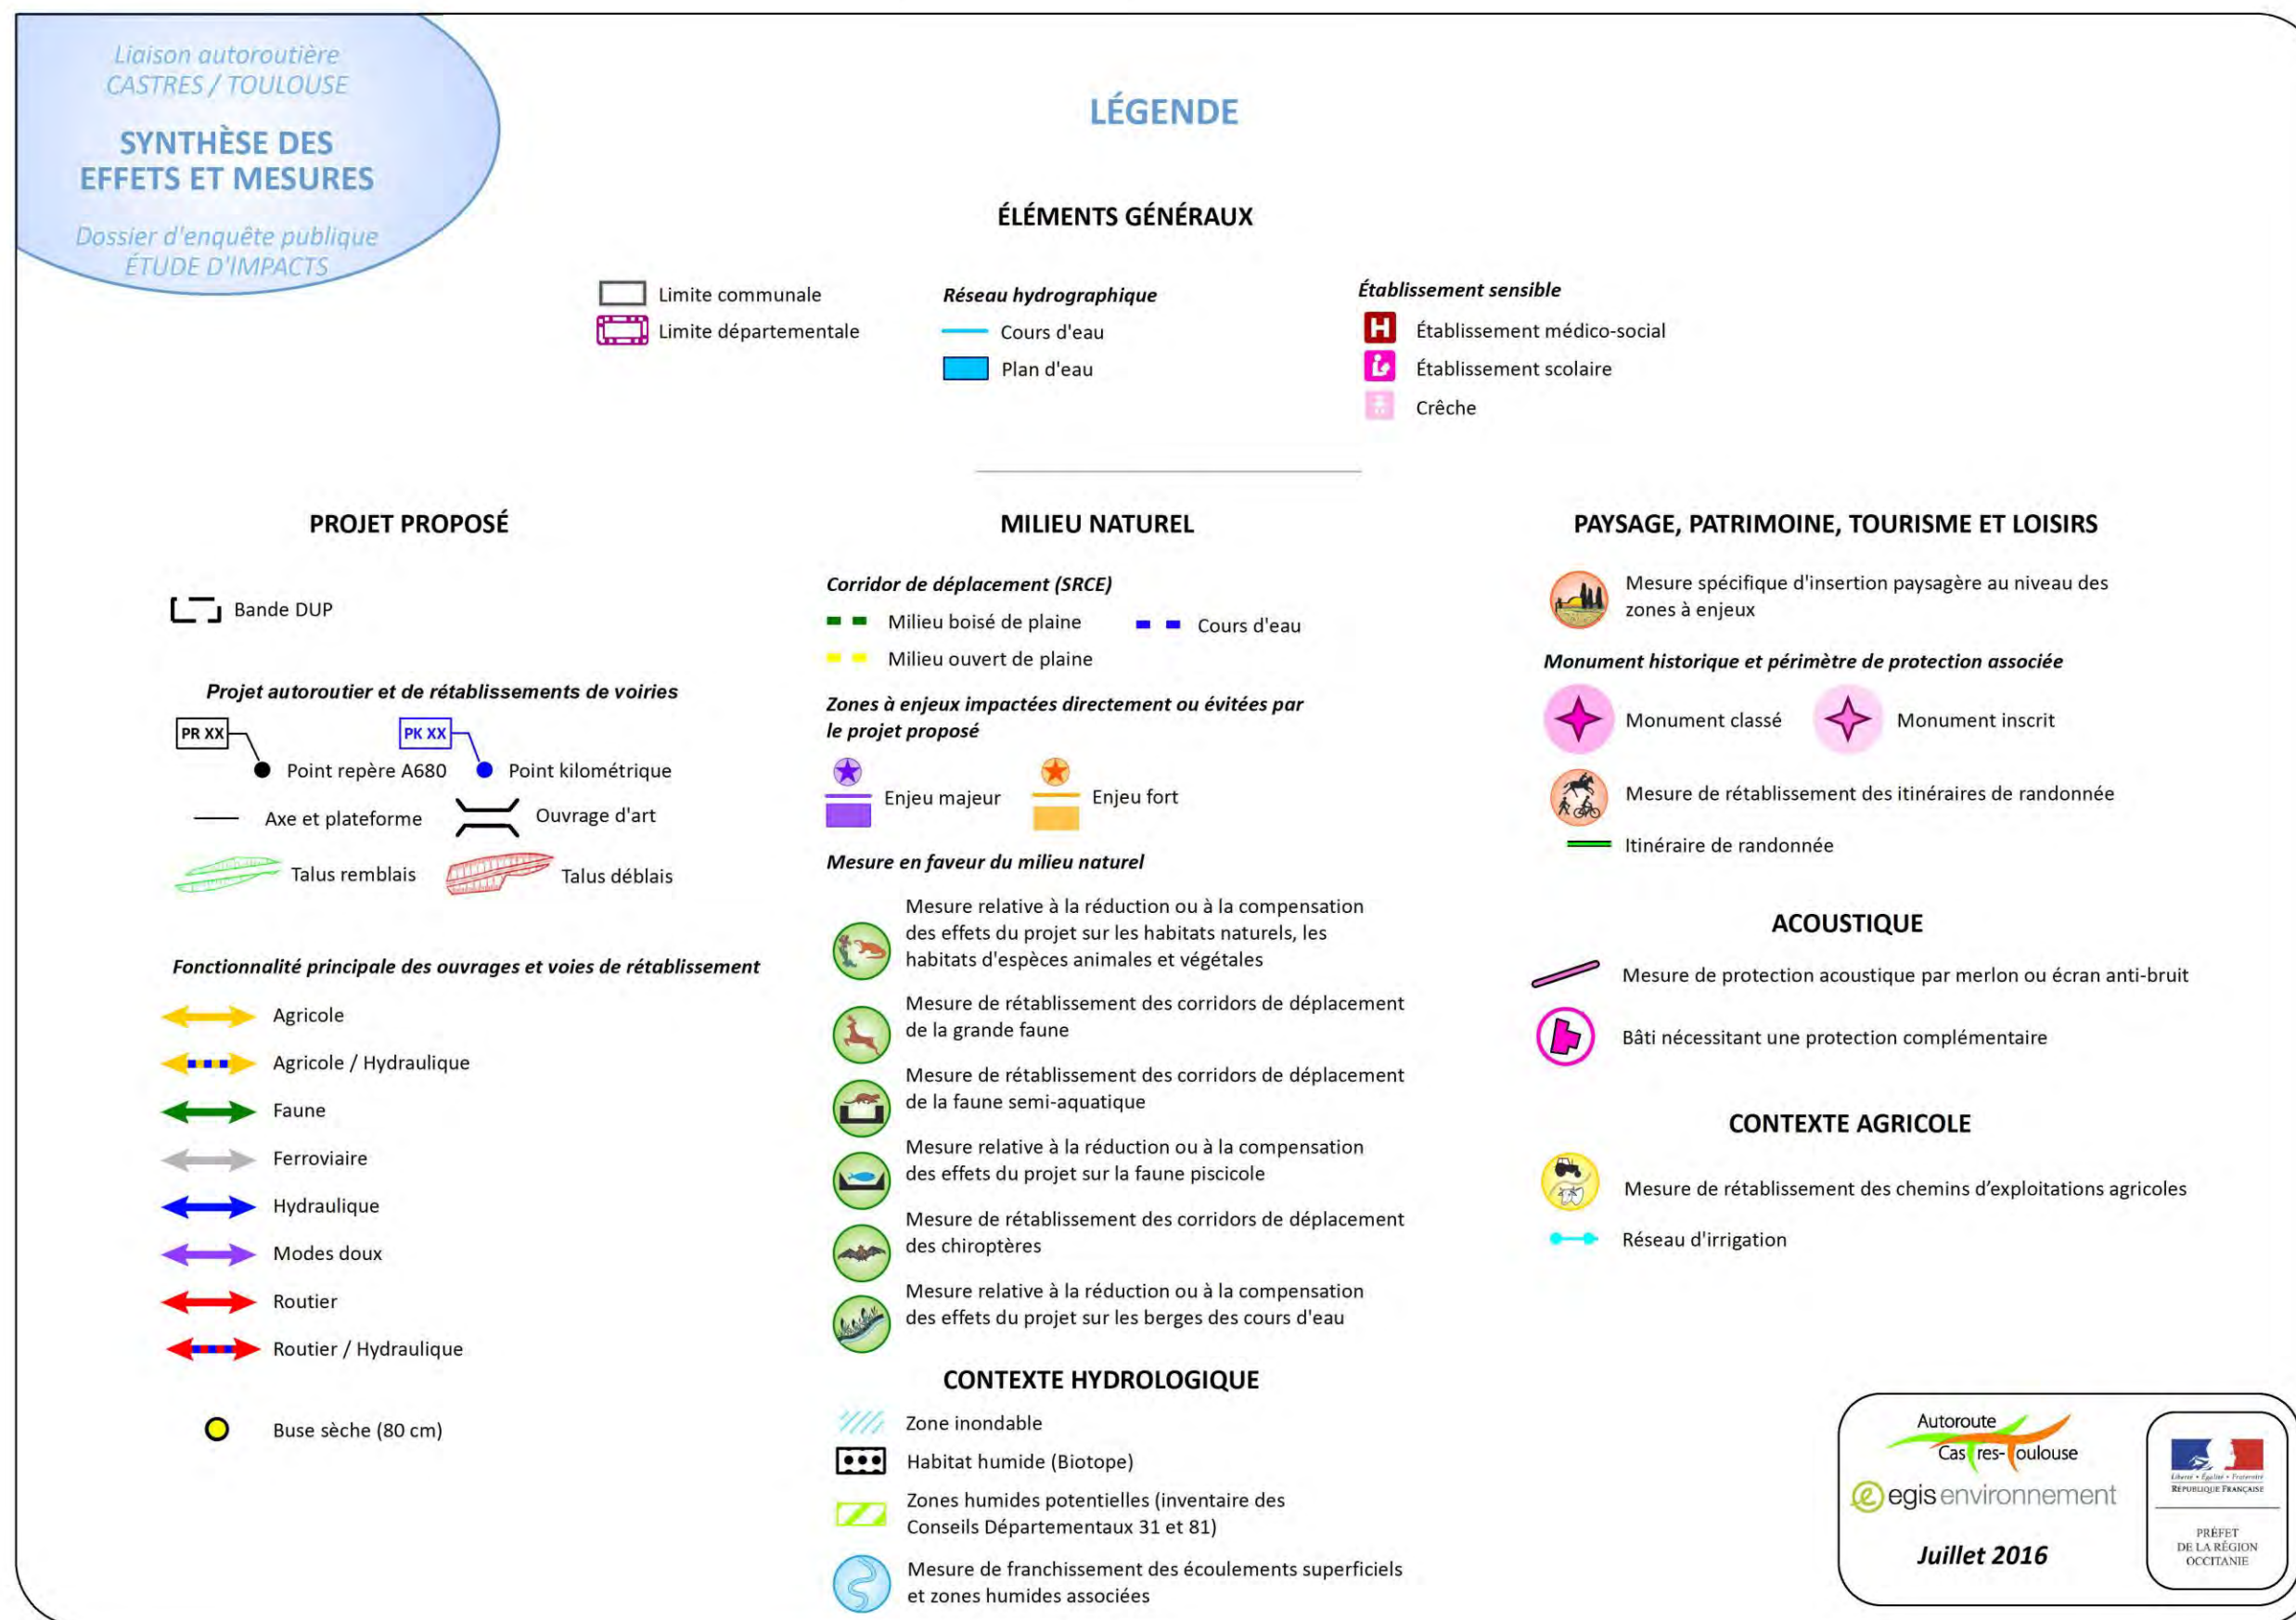 Liaison autoroutière
CASTRES / TOULOUSE
SYNTHÈSE DES
EFFETS ET MESURES
Dossier d'enquête publique
ÉTUDE D'IMPACTS
LÉGENDE
ÉLÉMENTS GÉNÉRAUX
Limite communale
Limite départementale
Réseau hydrographique
Cours d'eau
Plan d'eau
Établissement sensible
H
Établissement médico-social
Établissement scolaire
Crêche
PROJET PROPOSÉ
Bande DUP
Projet autoroutier et de rétablissements de voiries
PR XX
PK XX
Point repère A680
Point kilométrique
Axe et plateforme
Ouvrage d'art
Talus remblais
Talus déblais
Fonctionnalité principale des ouvrages et voies de rétablissement
Agricole
Agricole / Hydraulique
Faune
Ferroviaire
Hydraulique
Modes doux
Routier
Routier / Hydraulique
Buse sèche (80 cm)
MILIEU NATUREL
Corridor de déplacement (SRCE)
Milieu boisé de plaine
Cours d'eau
Milieu ouvert de plaine
Zones à enjeux impactées directement ou évitées par
le projet proposé
Enjeu majeur
Enjeu fort
Mesure en faveur du milieu naturel
Mesure relative à la réduction ou à la compensation
des effets du projet sur les habitats naturels, les
habitats d'espèces animales et végétales
Mesure de rétablissement des corridors de déplacement
de la grande faune
Mesure de rétablissement des corridors de déplacement
de la faune semi-aquatique
Mesure relative à la réduction ou à la compensation
des effets du projet sur la faune piscicole
Mesure de rétablissement des corridors de déplacement
des chiroptères
Mesure relative à la réduction ou à la compensation
des effets du projet sur les berges des cours d'eau
CONTEXTE HYDROLOGIQUE
Zone inondable
Habitat humide (Biotope)
Zones humides potentielles (inventaire des
Conseils Départementaux 31 et 81)
Mesure de franchissement des écoulements superficiels
et zones humides associées
PAYSAGE, PATRIMOINE, TOURISME ET LOISIRS
Mesure spécifique d'insertion paysagère au niveau des
zones à enjeux
Monument historique et périmètre de protection associée
Monument classé
Monument inscrit
Mesure de rétablissement des itinéraires de randonnée
Itinéraire de randonnée
ACOUSTIQUE
Mesure de protection acoustique par merlon ou écran anti-bruit
Bâti nécessitant une protection complémentaire
CONTEXTE AGRICOLE
Mesure de rétablissement des chemins d’exploitations agricoles
Réseau d'irrigation
Autoroute
Castres-Toulouse
egis environnement
Juillet 2016
Liberté • Égalité • Fraternité
RÉPUBLIQUE FRANÇAISE
PRÉFET
DE LA RÉGION
OCCITANIE